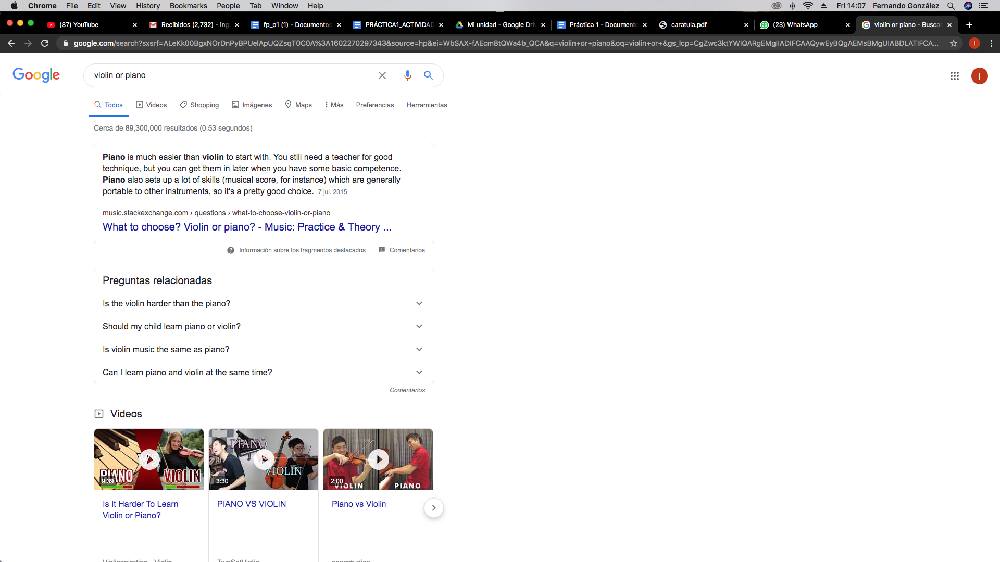 Chrome File Edit View History Bookmarks People Tab Window Help Fri 14:07 Fernando González
(87) YouTube Recibidos (2,732) - ing fp_p1 (1) - Documentos PRÁCTICA1_ACTIVIDAD Mi unidad - Google Driv Práctica 1 - Documento caratula.pdf (23) WhatsApp violin or piano - Buscar
google.com/search?sxsrf=ALeKk00BgxNOrDnPyBPUeIApUQZsqT0C0A%3A1602270297343&source=hp&ei=WbSAX-fAEcm8tQWa4b_QCA&q=violin+or+piano&oq=violin+or+&gs_lcp=CgZwc3ktYWIQARgEMgIIADIFCAAQywEyBQgAEMsBMgUIABDLATIFCA... I
Google violin or piano I
Todos Videos Shopping Imágenes Maps Más Preferencias Herramientas
Cerca de 89,300,000 resultados (0.53 segundos)
Piano is much easier than violin to start with. You still need a teacher for good
technique, but you can get them in later when you have some basic competence.
Piano also sets up a lot of skills (musical score, for instance) which are generally
portable to other instruments, so it's a pretty good choice. 7 jul. 2015
music.stackexchange.com › questions › what-to-choose-violin-or-piano
What to choose? Violin or piano? - Music: Practice & Theory ...
Información sobre los fragmentos destacados Comentarios
Preguntas relacionadas
Is the violin harder than the piano?
Should my child learn piano or violin?
Is violin music the same as piano?
Can I learn piano and violin at the same time?
Comentarios
Videos
VS
PIANO VIOLIN
9:39
PIANO
VIOLIN
3:30
2:00
VIOLIN PIANO
Is It Harder To Learn
Violin or Piano?
PIANO VS VIOLIN
Piano vs Violin